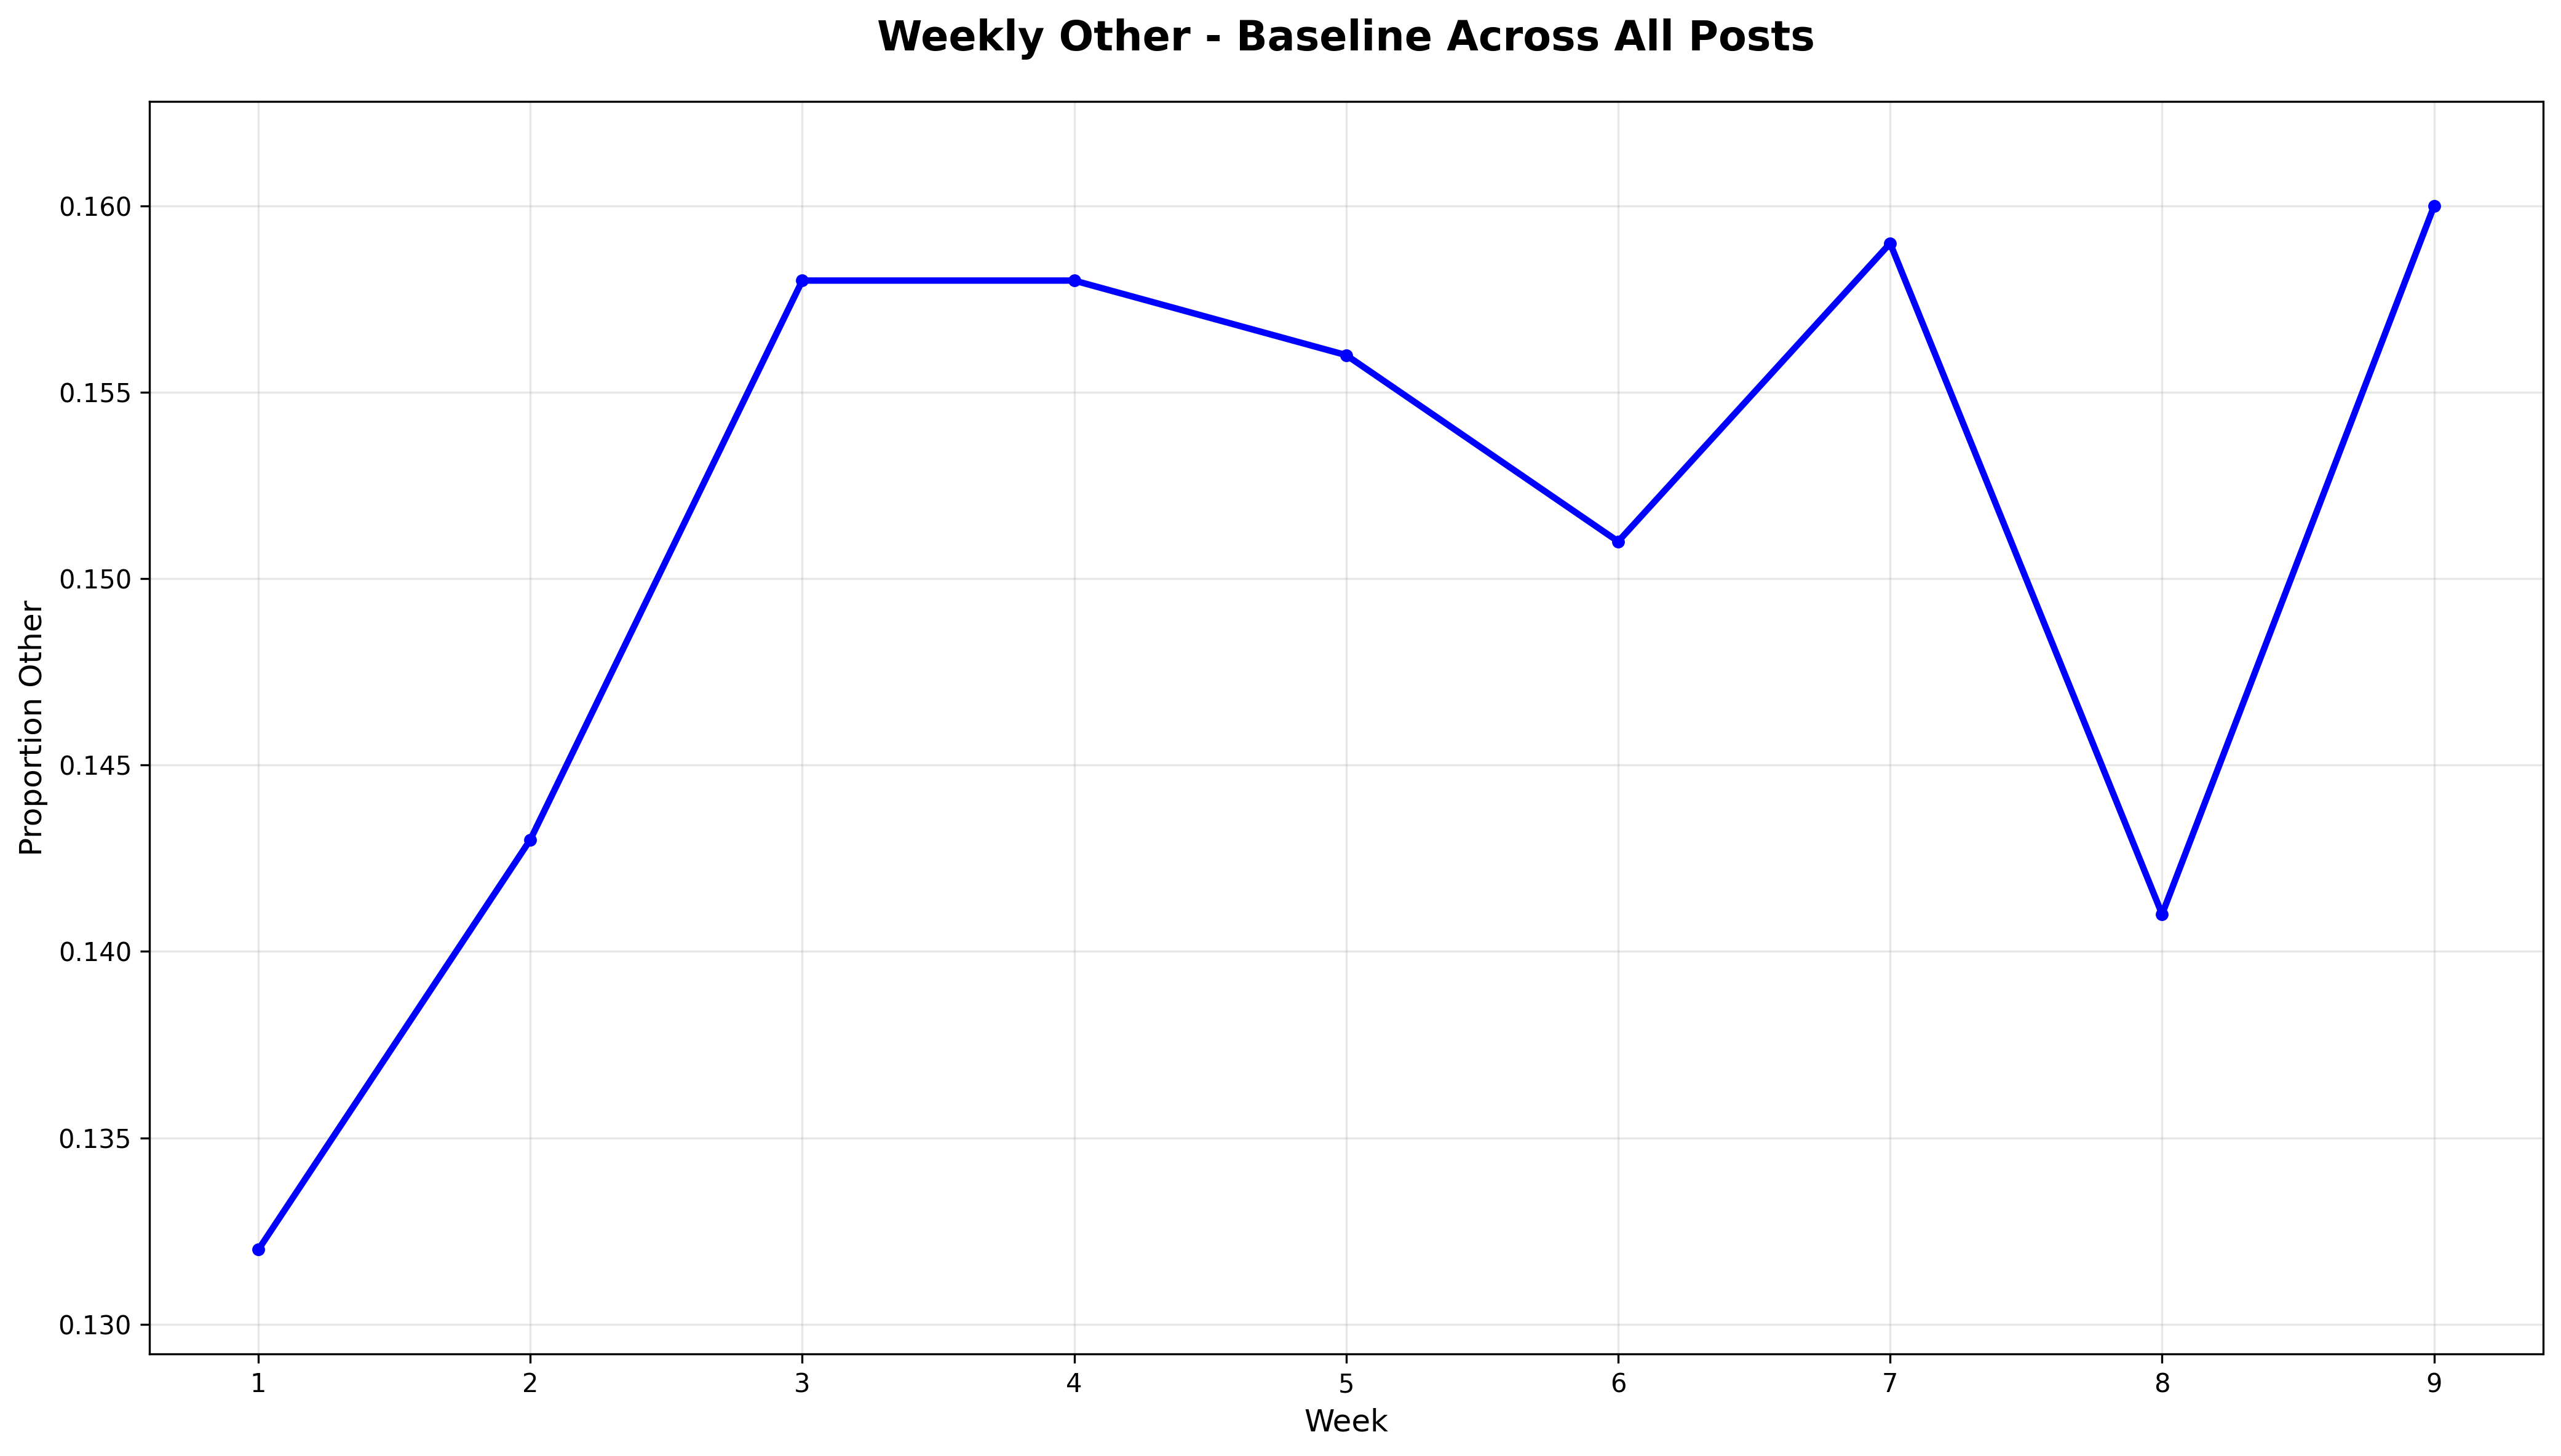 Weekly Other - Baseline Across All Posts
Proportion Other
0.160
0.155
0.150
0.145
0.140
0.135
0.130
1 2 3 4 5 6 7 8 9
Week